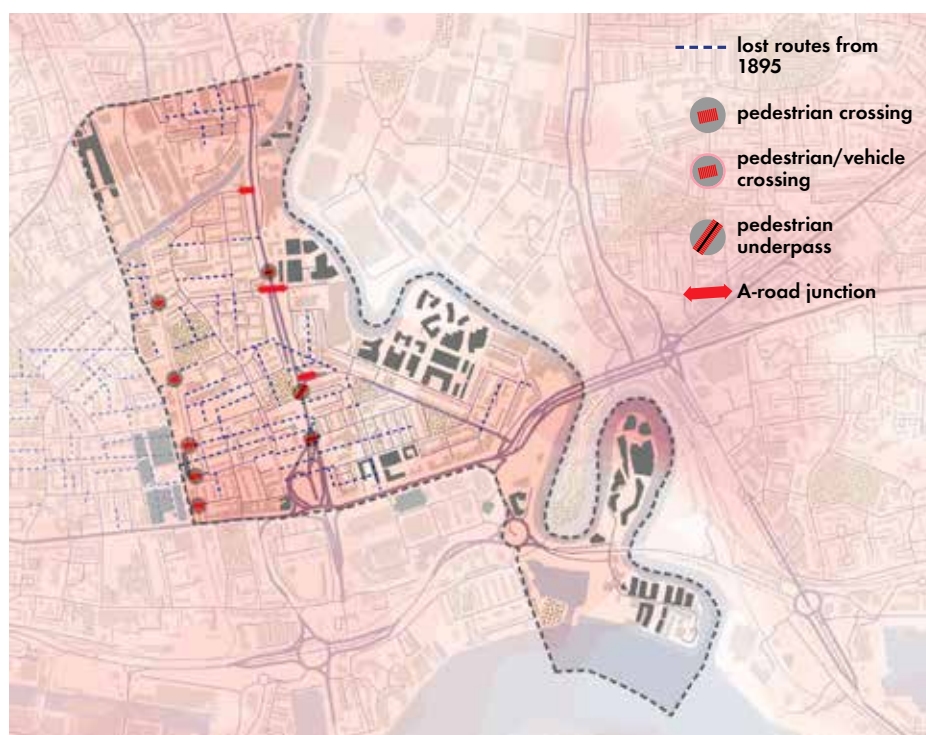 lost routes from
1895
pedestrian crossing
pedestrian/vehicle
crossing
pedestrian
underpass
A-road junction